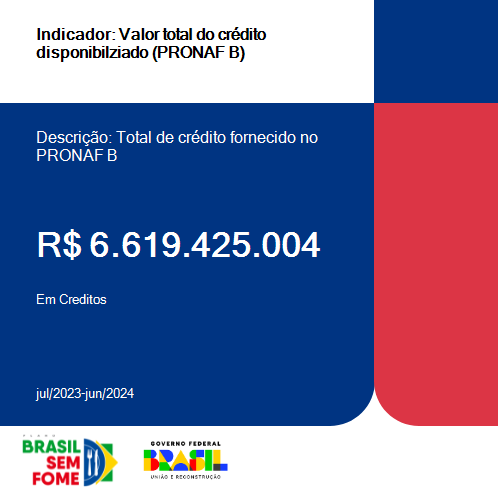 Indicador: Valor total do crédito
disponibilziado (PRONAF B)
Descrição: Total de crédito fornecido no
PRONAF B
R$ 6.619.425.004
Em Creditos
jul/2023-jun/2024
PLANO
BRASIL
SEM
FOME
GOVERNO FEDERAL
BRASIL
UNIÃO E RECONSTRUÇÃO